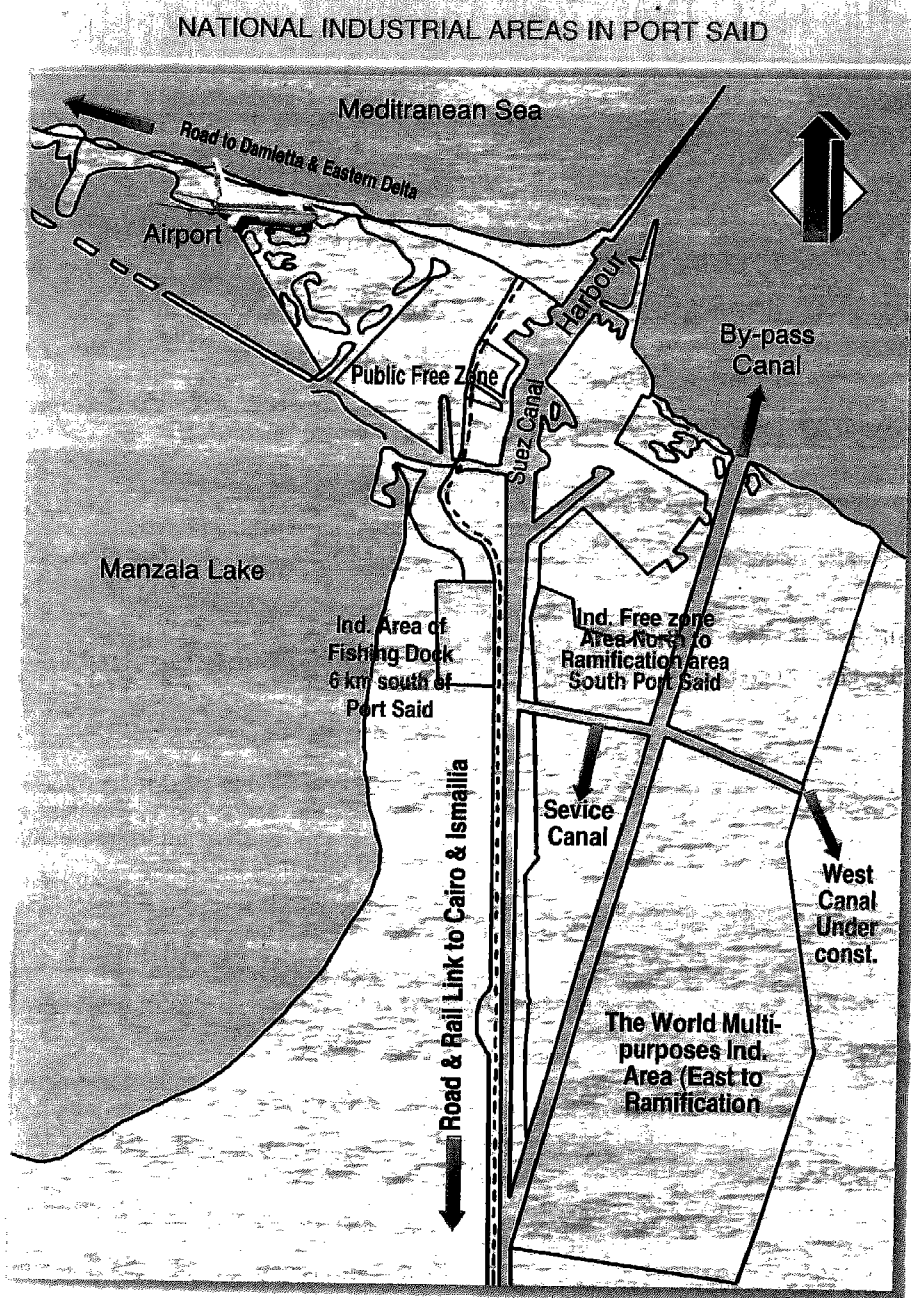 NATIONAL INDUSTRIAL AREAS IN PORT SAID
Meditranean Sea
Road to Damietta & Eastern Delta
Airport
Harbour
By-pass
Canal
Public Free Zone
Suez Canal
Manzala Lake
Ind. Area of
Fishing Dock
6 km south of
Port Said
Ind. Free zone
Area North to
Ramification area
South Port Said
Sevice
Canal
Road & Rail Link to Cairo & Ismailia
West
Canal
Under
const.
The World Multi-
purposes Ind.
Area (East to
Ramification